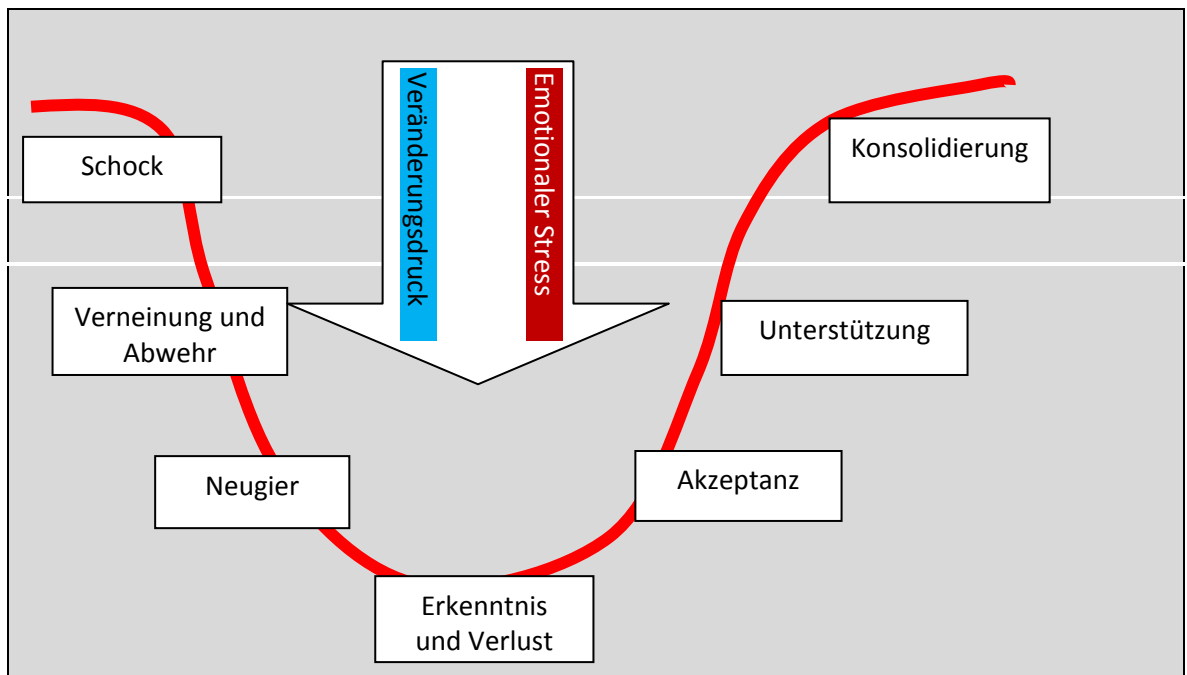 Schock
Verneinung und
Abwehr
Neugier
Erkenntnis
und Verlust
Veränderungsdruck
Emotionaler Stress
Akzeptanz
Unterstützung
Konsolidierung